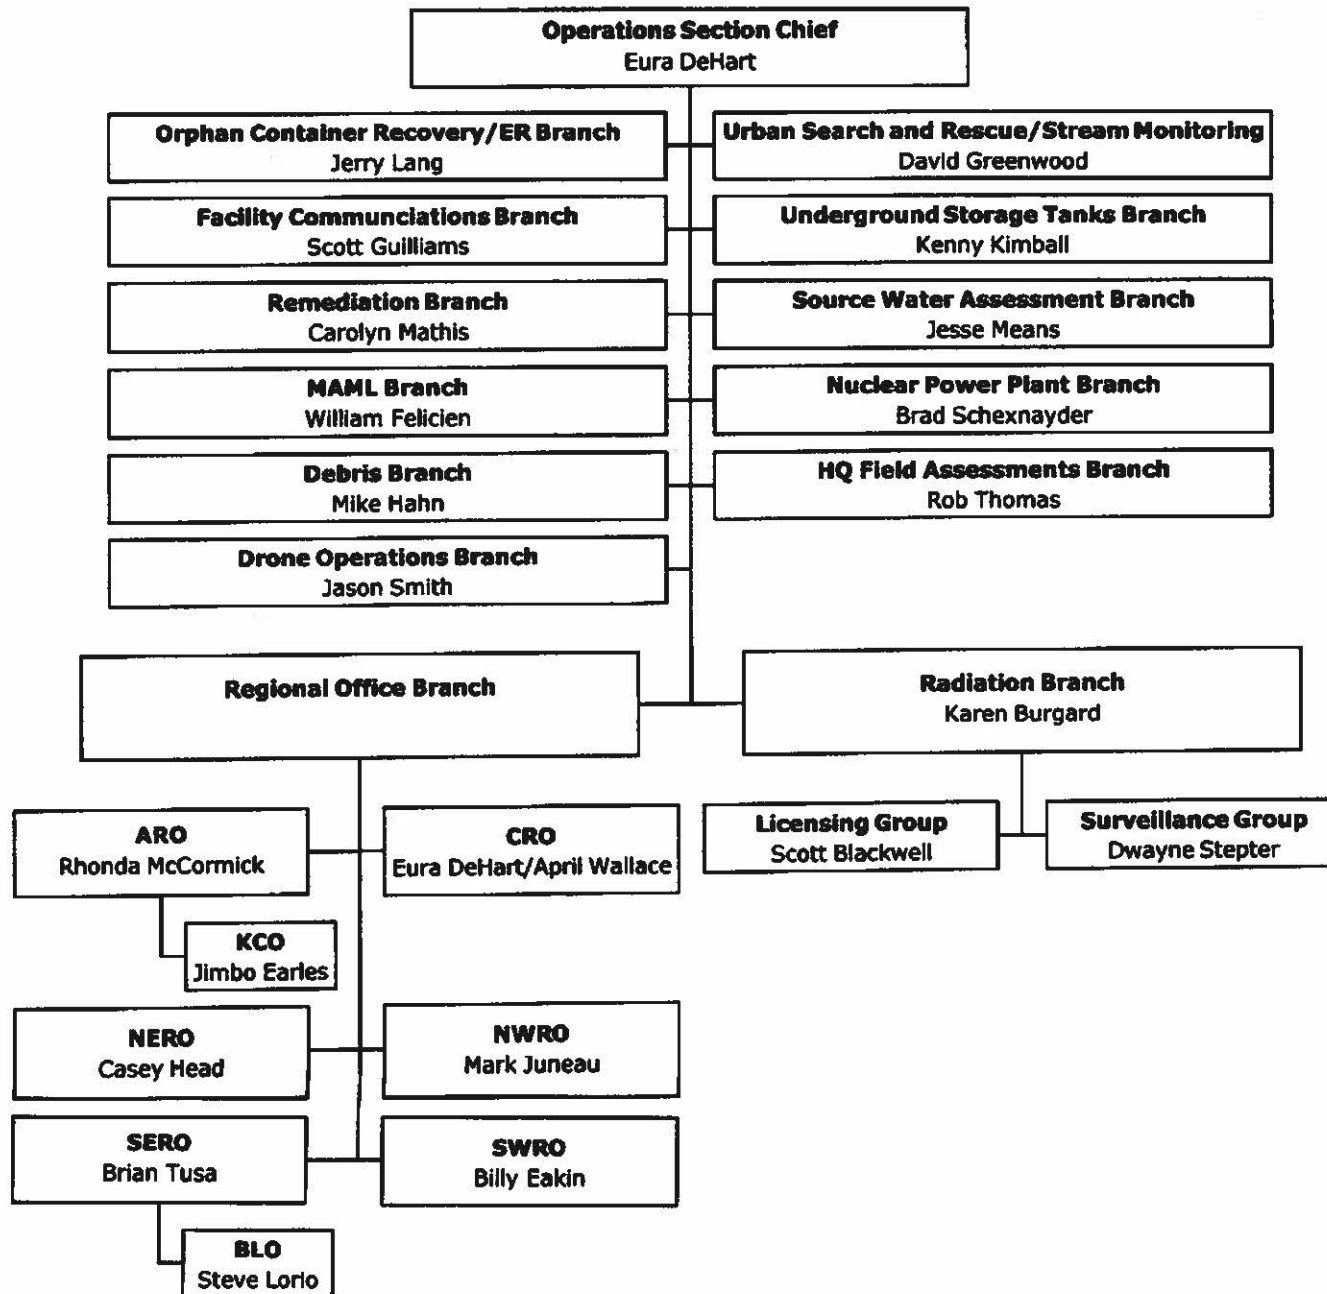 Operations Section Chief
Eura DeHart
Orphan Container Recovery/ER Branch
Jerry Lang
Urban Search and Rescue/Stream Monitoring
David Greenwood
Facility Communciations Branch
Scott Guilliams
Underground Storage Tanks Branch
Kenny Kimball
Remediation Branch
Carolyn Mathis
Source Water Assessment Branch
Jesse Means
MAML Branch
William Felicien
Nuclear Power Plant Branch
Brad Schexnayder
Debris Branch
Mike Hahn
HQ Field Assessments Branch
Rob Thomas
Drone Operations Branch
Jason Smith
Regional Office Branch
Radiation Branch
Karen Burgard
ARO
Rhonda McCormick
CRO
Eura DeHart/April Wallace
Licensing Group
Scott Blackwell
Surveillance Group
Dwayne Stepter
KCO
Jimbo Earles
NERO
Casey Head
NWRO
Mark Juneau
SERO
Brian Tusa
SWRO
Billy Eakin
BLO
Steve Lorio